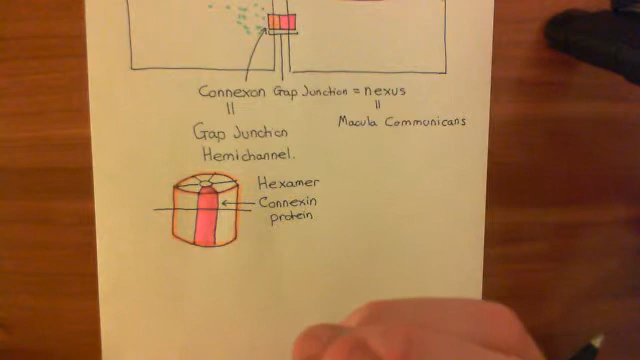 Connexon Gap Junction = nexus
=
Gap Junction
Hemichannel.
=
Macula Communicans
Hexamer
Connexin
protein